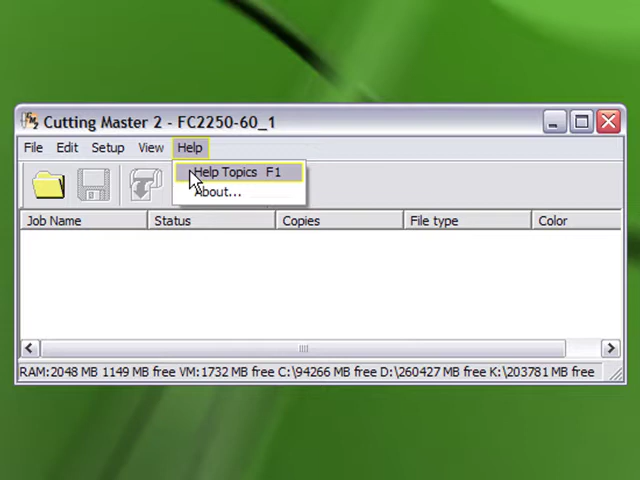 Cutting Master 2 - FC2250-60_1
File Edit Setup View Help
Help Topics F1
About...
Job Name Status Copies File type Color
RAM:2048 MB 1149 MB free VM:1732 MB free C:\94266 MB free D:\260427 MB free K:\203781 MB free